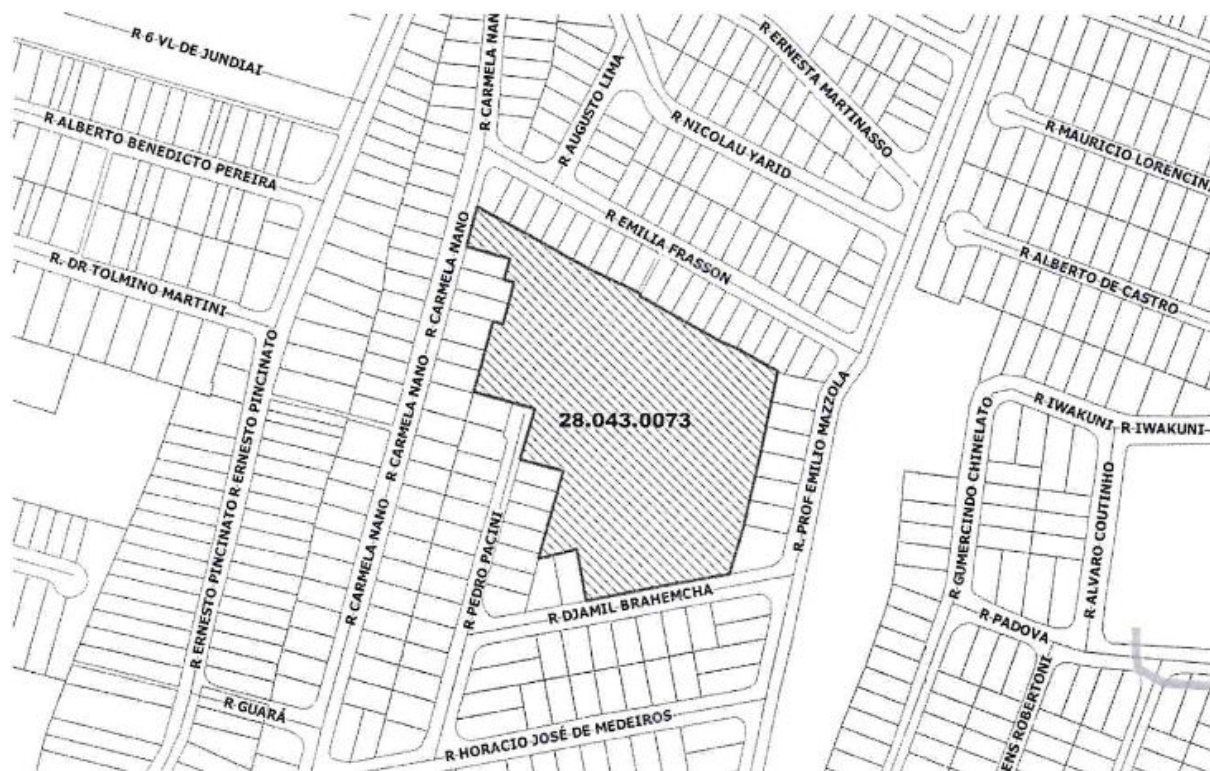 R 6 VL DE JUNDIAI
R CARMELA NAN
R AUGUSTO LIMA
R ERNESTA MARTINASSO
R NICOLAU YARID
R MAURICIO LORENCINI
R ALBERTO BENEDICTO PEREIRA
R EMILIA FRASSON
R ALBERTO DE CASTRO
R. DR TOLMINO MARTINI
R CARMELA NANO
R CARMELA NANO
R CARMELA NANO
R CARMELA NANO
R ERNESTO PINCINATO
R ERNESTO PINCINATO
28.043.0073
R. PROF EMILIO MAZZOLA
R IWAKUNI
R IWAKUNI
R GUMERCINDO CHINELATO
R ALVARO COUTINHO
R PEDRO PACINI
R DJAMIL BRAHEMCHA
R PADOVA
R GUARÁ
R HORACIO JOSÉ DE MEDEIROS
ENS ROBERTONI